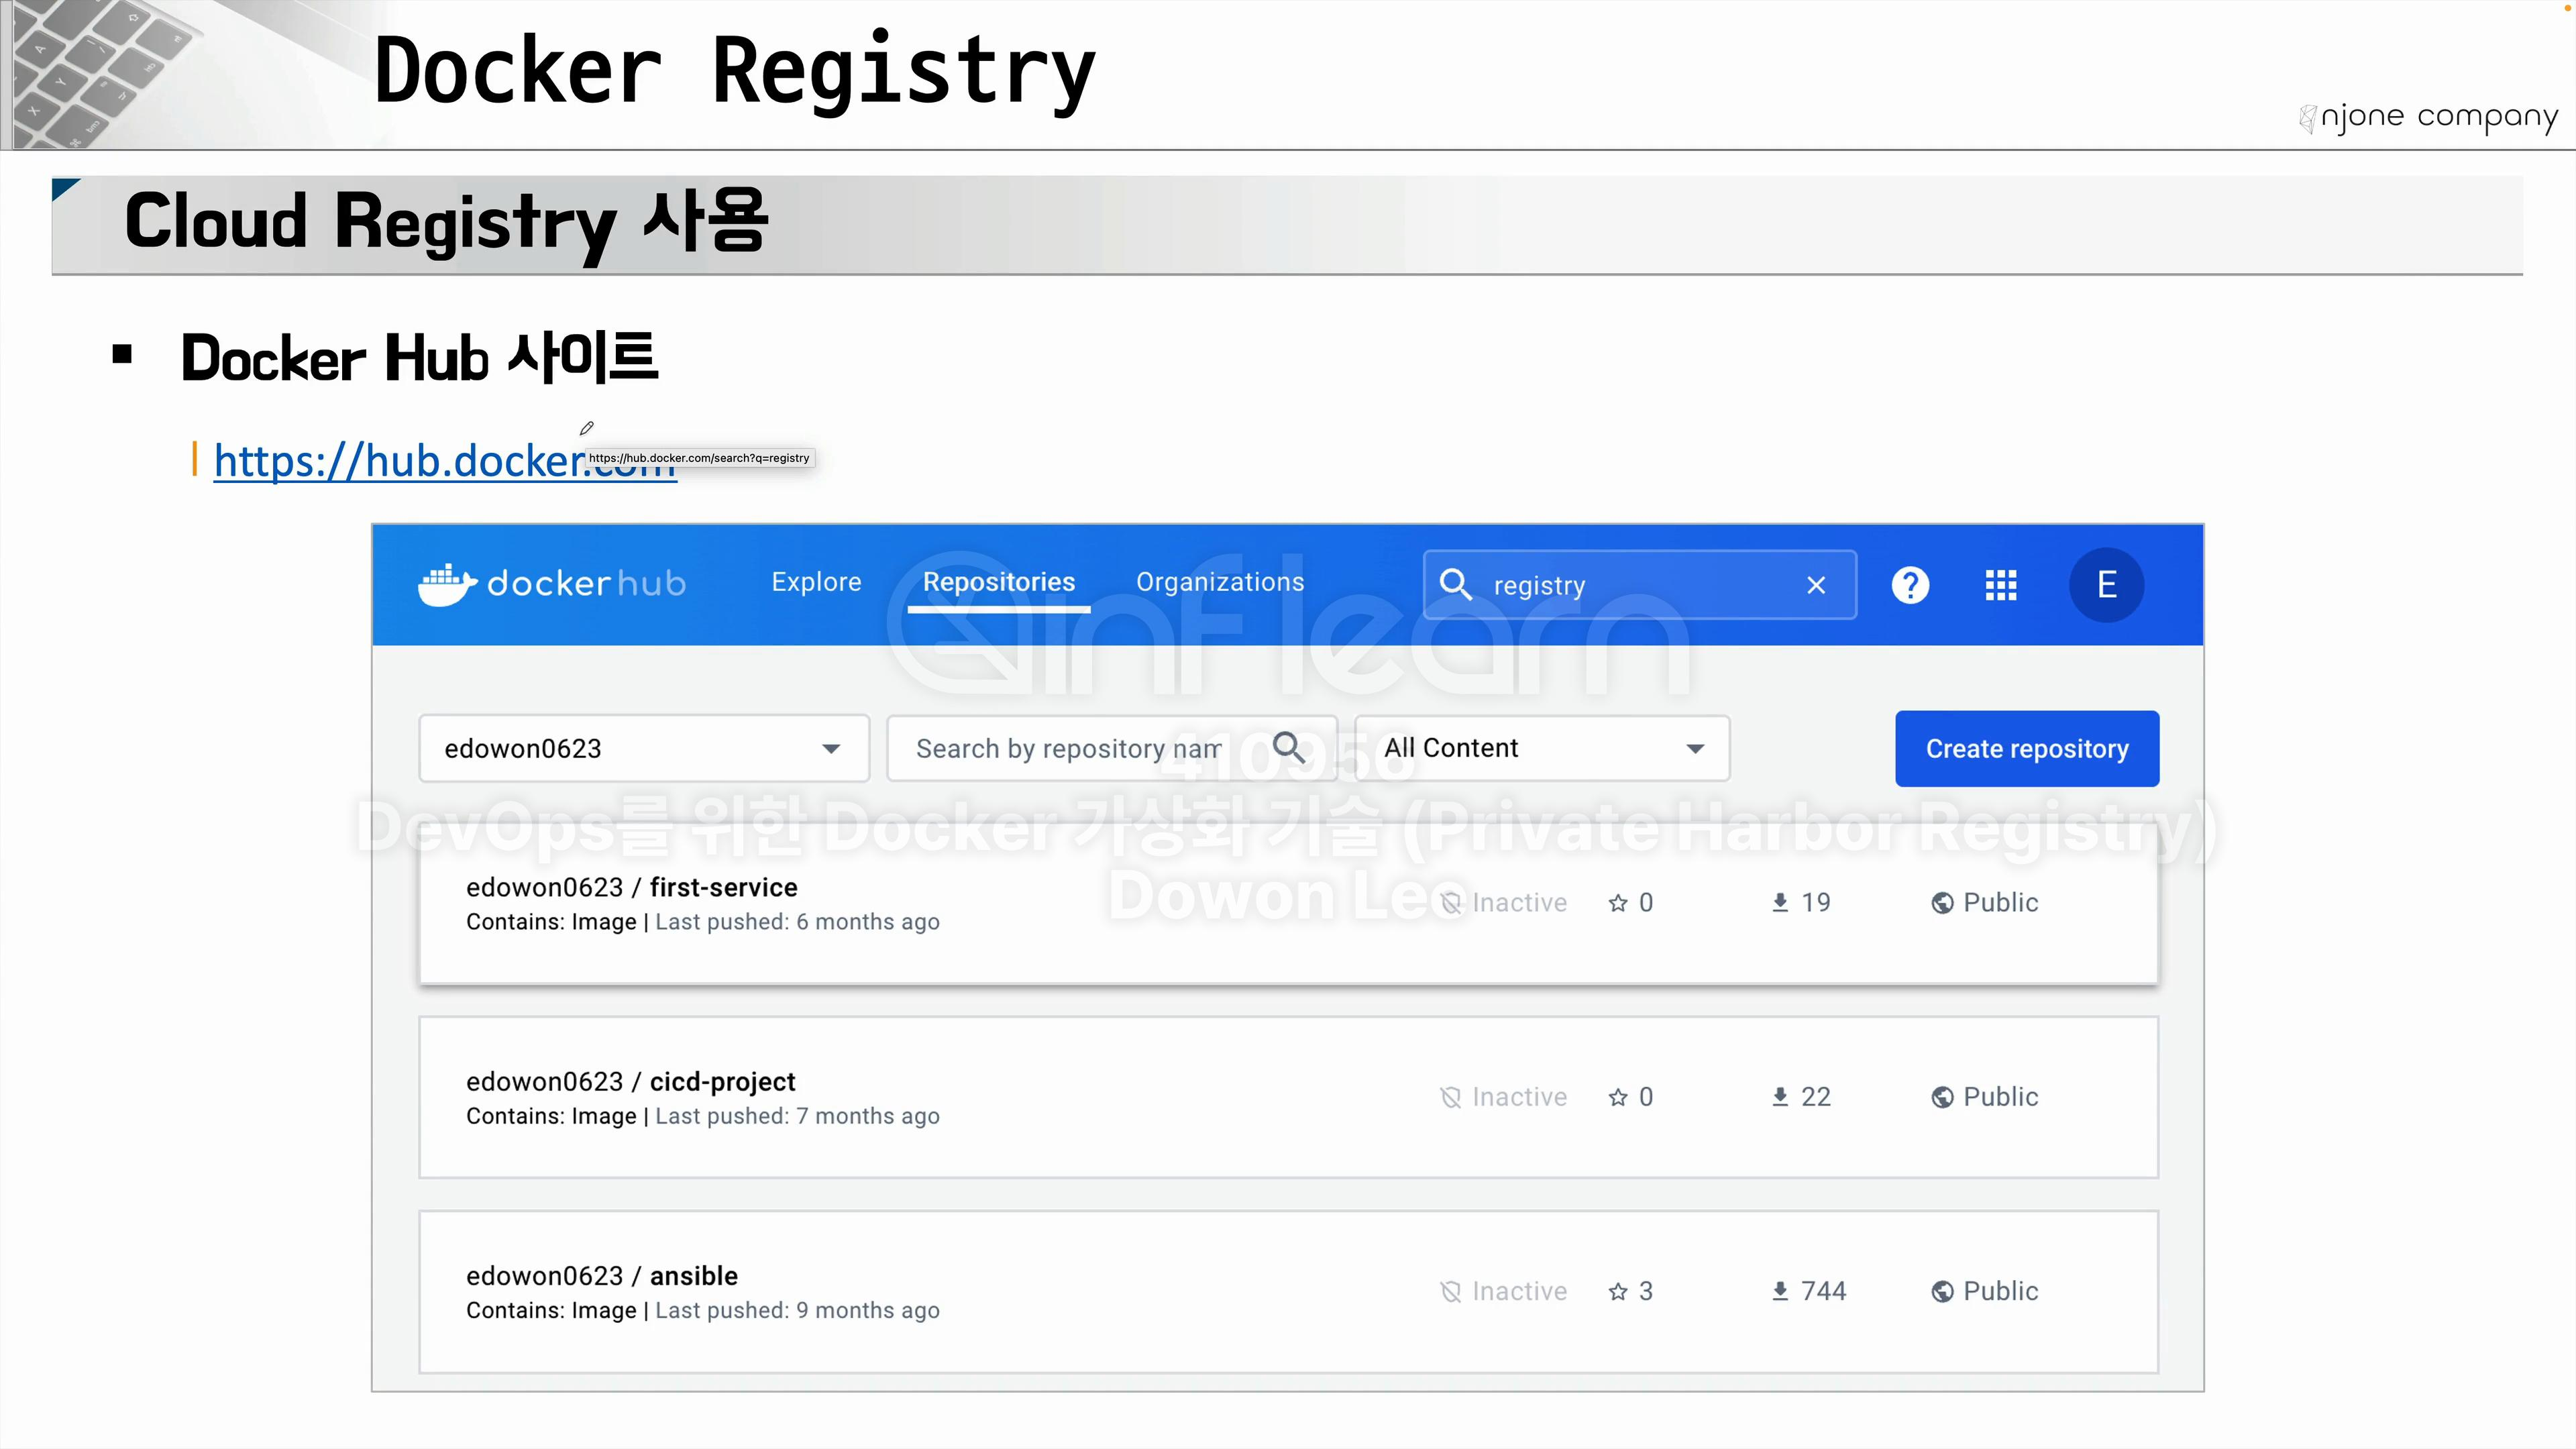 Docker Registry
njone company
Cloud Registry 사용
▪ Docker Hub 사이트
https://hub.docker.com
https://hub.docker.com/search?q=registry
dockerhub Explore Repositories Organizations registry E
edowon0623 Search by repository nam All Content Create repository
inflearn
410956
DevOps를 위한 Docker 가상화 기술 (Private Harbor Registry)
Dowon Lee
edowon0623 / first-service
Contains: Image | Last pushed: 6 months ago
Inactive 0 19 Public
edowon0623 / cicd-project
Contains: Image | Last pushed: 7 months ago
Inactive 0 22 Public
edowon0623 / ansible
Contains: Image | Last pushed: 9 months ago
Inactive 3 744 Public